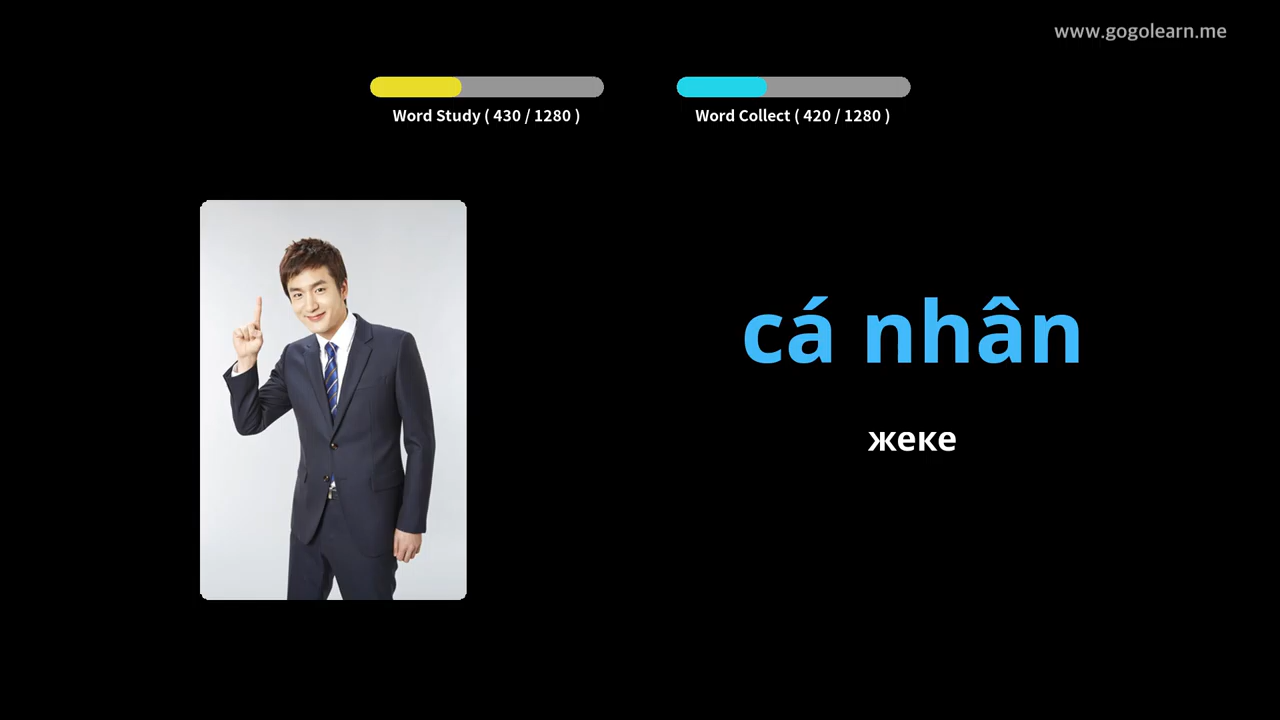 www.gogolearn.me
Word Study ( 430 / 1280 )
Word Collect ( 420 / 1280 )
cá nhân
жеке